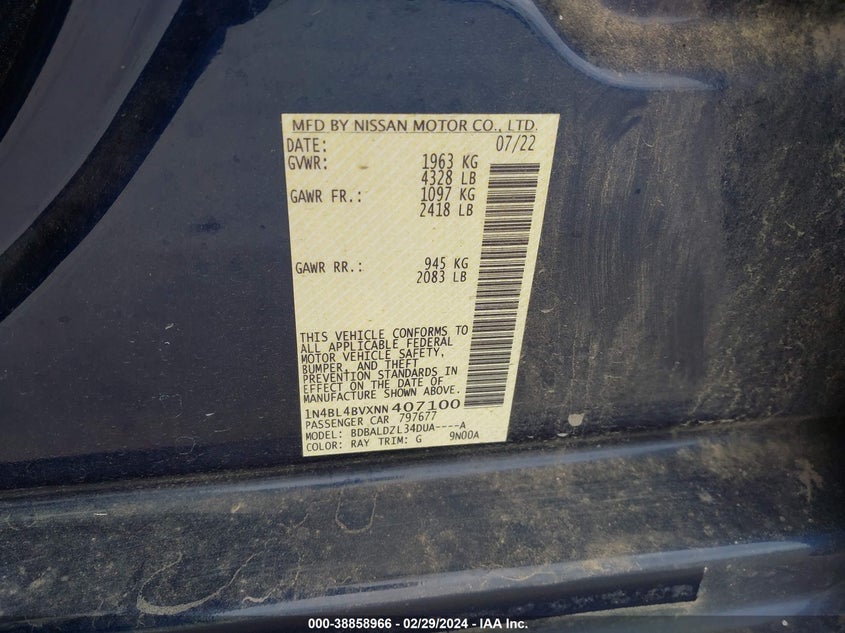 MFD BY NISSAN MOTOR CO., LTD.
DATE: 07/22
GVWR: 1963 KG
4328 LB
GAWR FR.: 1097 KG
2418 LB
GAWR RR.: 945 KG
2083 LB
THIS VEHICLE CONFORMS TO
ALL APPLICABLE FEDERAL
MOTOR VEHICLE SAFETY,
BUMPER, AND THEFT
PREVENTION STANDARDS IN
EFFECT ON THE DATE OF
MANUFACTURE SHOWN ABOVE.
1N4BL4BVXNN407100
PASSENGER CAR 797677
MODEL: BDBALDZL34DUA----A
COLOR: RAY TRIM: G 9N00A
000-38858966 - 02/29/2024 - IAA Inc.